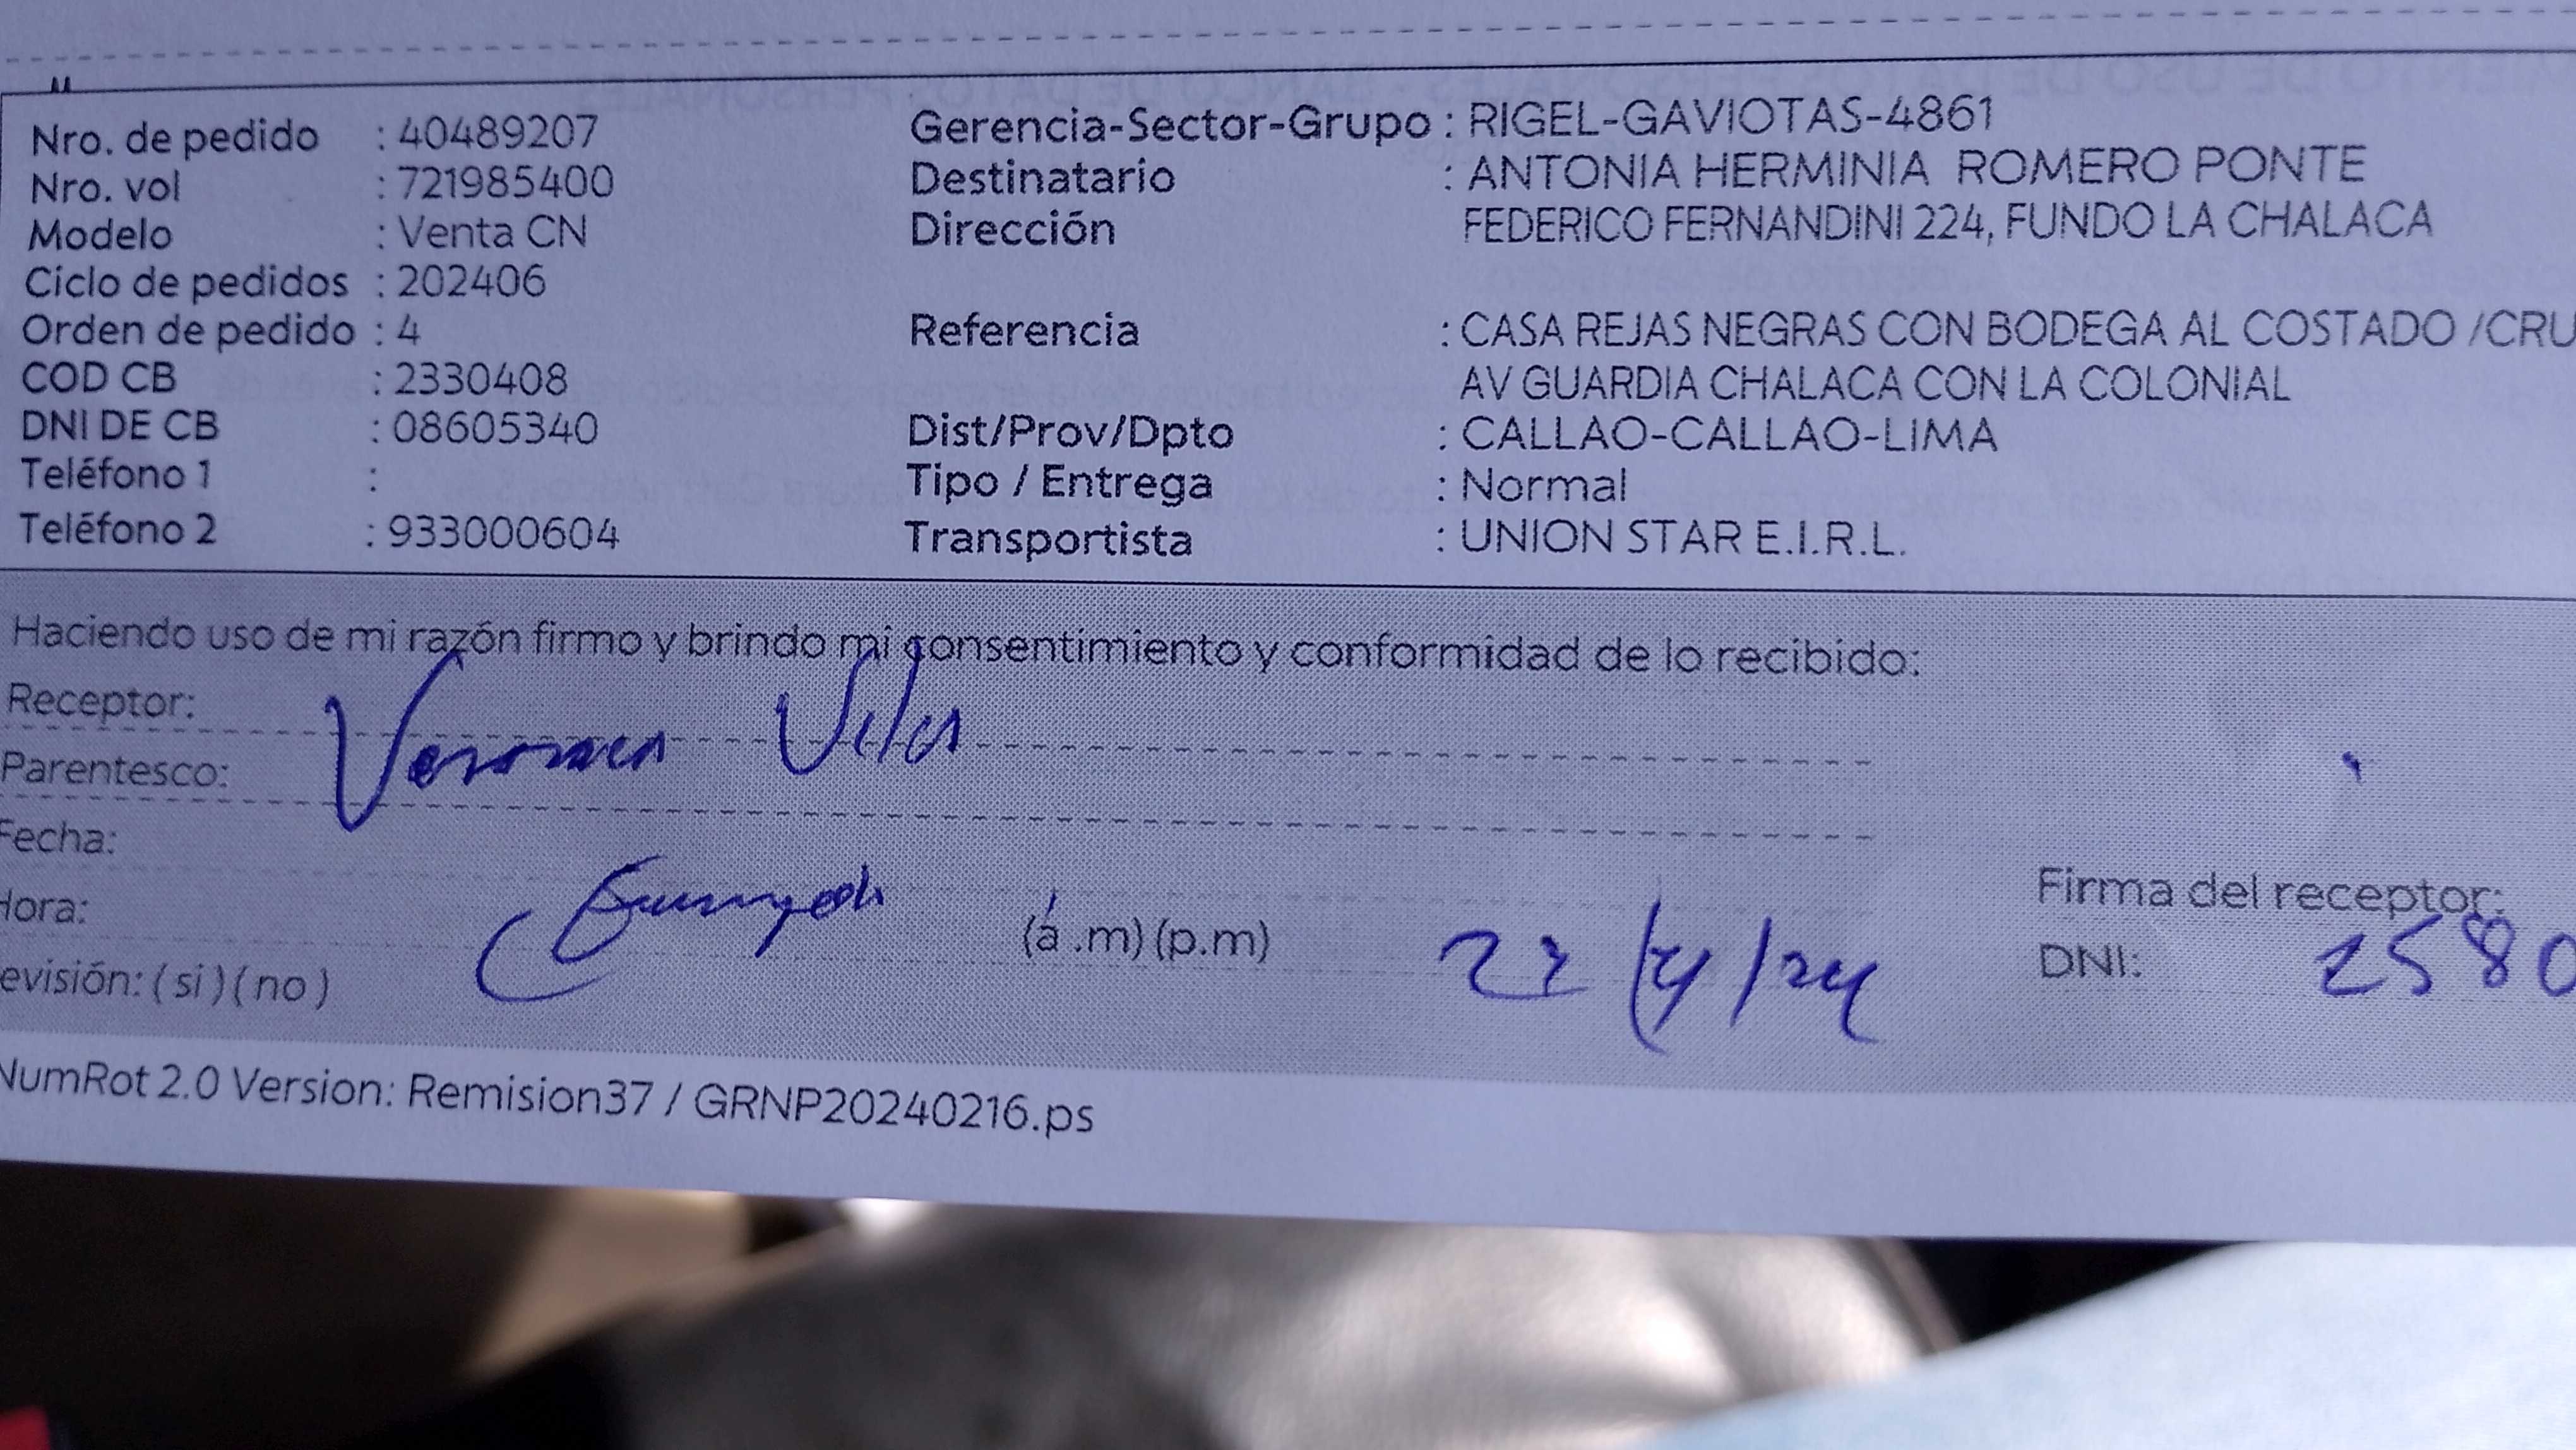 Nro. de pedido : 40489207 Gerencia-Sector-Grupo : RIGEL-GAVIOTAS-4861
Nro. vol : 721985400 Destinatario : ANTONIA HERMINIA ROMERO PONTE
Modelo : Venta CN Dirección FEDERICO FERNANDINI 224, FUNDO LA CHALACA
Ciclo de pedidos : 202406
Orden de pedido : 4 Referencia : CASA REJAS NEGRAS CON BODEGA AL COSTADO /CRU
COD CB : 2330408 AV GUARDIA CHALACA CON LA COLONIAL
DNI DE CB : 08605340 Dist/Prov/Dpto : CALLAO-CALLAO-LIMA
Teléfono 1 : Tipo / Entrega : Normal
Teléfono 2 : 933000604 Transportista : UNION STAR E.I.R.L.
Haciendo uso de mi razón firmo y brindo mi consentimiento y conformidad de lo recibido:
Receptor:
Parentesco: Veronica
Fecha:
Hora: (a .m) (p.m) /24 Firma del receptor:
evisión: ( si ) ( no ) DNI: 2580
NumRot 2.0 Version: Remision37 / GRNP20240216.ps